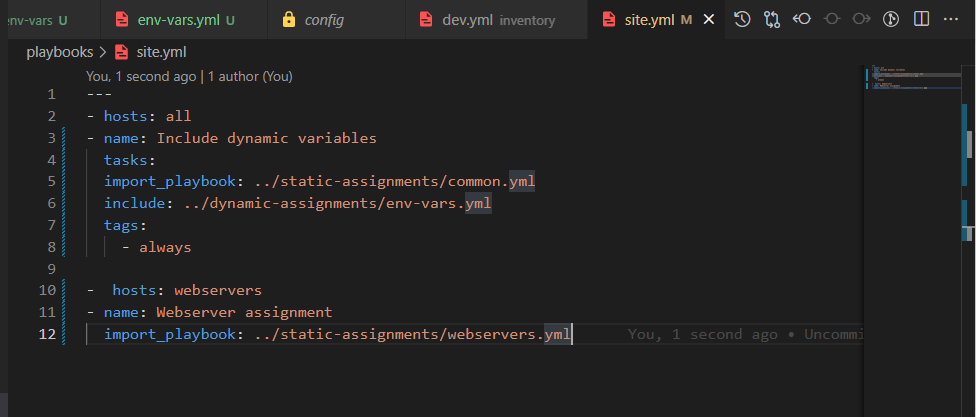 env-vars U env-vars.yml U config dev.yml inventory site.yml M
playbooks > site.yml
You, 1 second ago | 1 author (You)
1 ---
2 - hosts: all
3 - name: Include dynamic variables
4 tasks:
5 import_playbook: ../static-assignments/common.yml
6 include: ../dynamic-assignments/env-vars.yml
7 tags:
8 - always
9
10 -  hosts: webservers
11 - name: Webserver assignment
12 import_playbook: ../static-assignments/webservers.yml You, 1 second ago • Uncommi